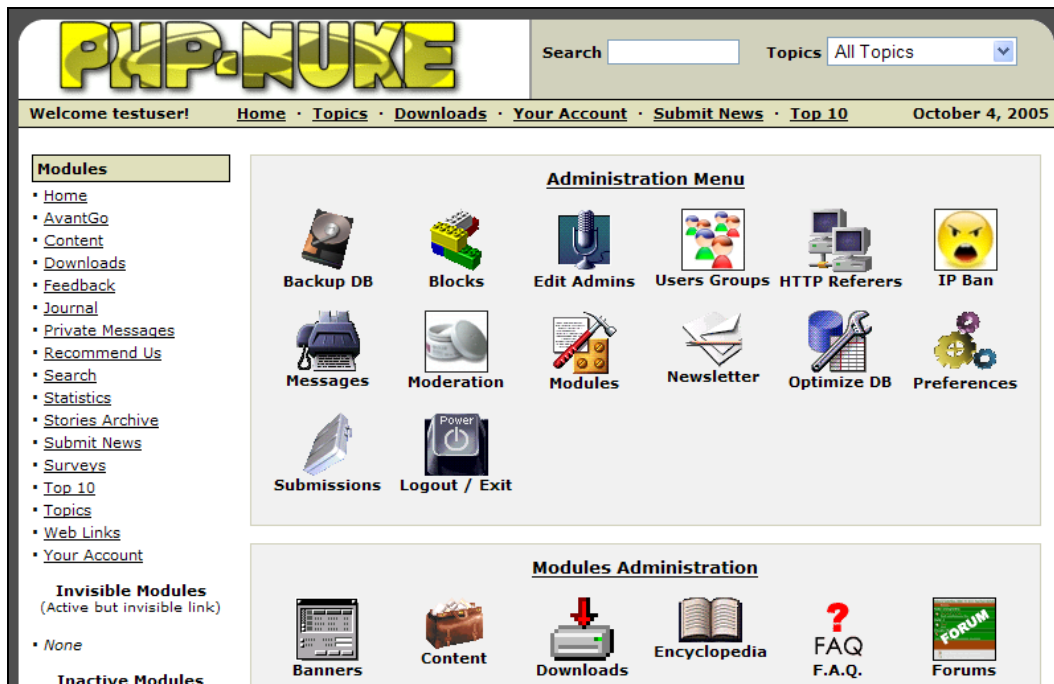 PHP-NUKE
Search
Topics All Topics
Welcome testuser!
Home · Topics · Downloads · Your Account · Submit News · Top 10
October 4, 2005
Modules
· Home
· AvantGo
· Content
· Downloads
· Feedback
· Journal
· Private Messages
· Recommend Us
· Search
· Statistics
· Stories Archive
· Submit News
· Surveys
· Top 10
· Topics
· Web Links
· Your Account
Invisible Modules
(Active but invisible link)
· None
Inactive Modules
Administration Menu
Backup DB
Blocks
Edit Admins
Users Groups
HTTP Referers
IP Ban
Messages
Moderation
Modules
Newsletter
Optimize DB
Preferences
Submissions
Power
Logout / Exit
Modules Administration
Banners
Content
Downloads
Encyclopedia
? FAQ
F.A.Q.
FORUM
Forums